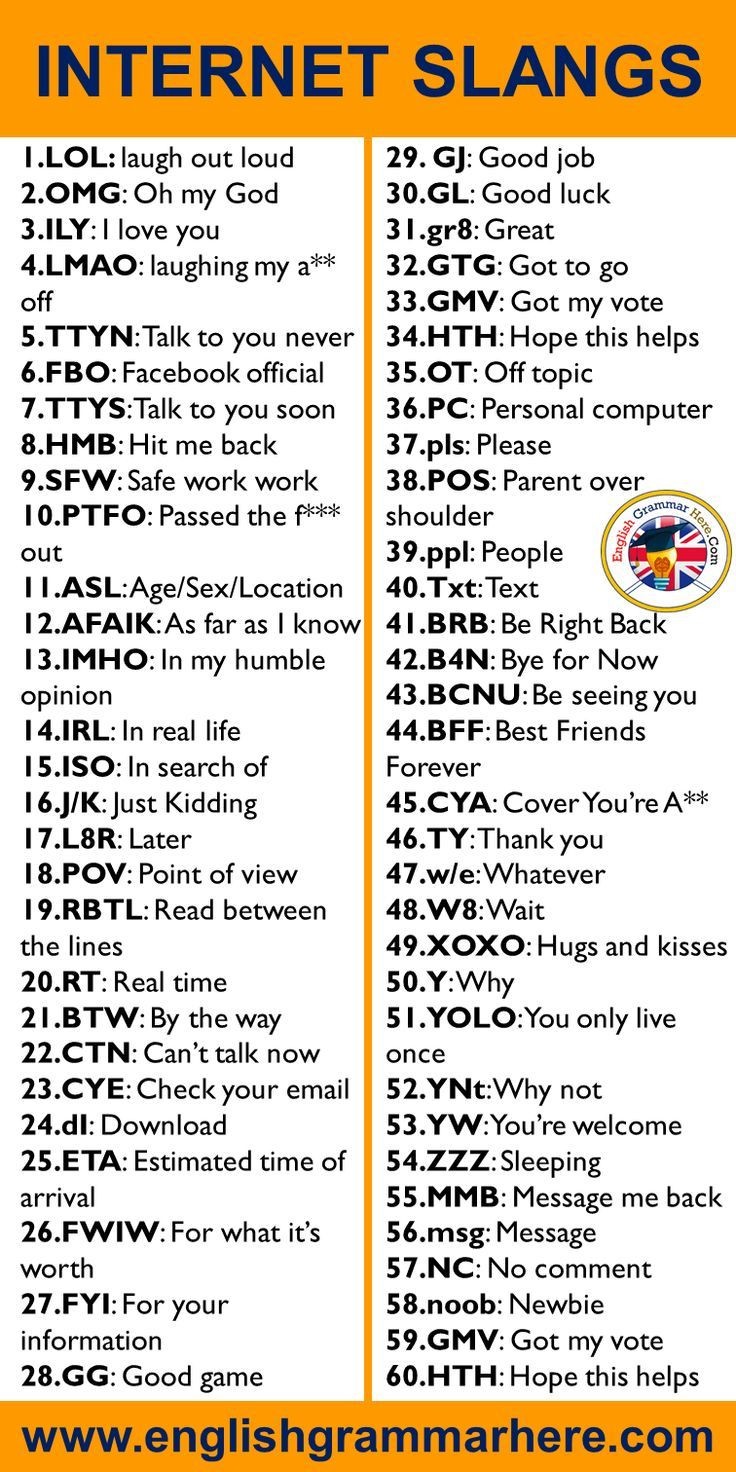 INTERNET SLANGS
1.LOL: laugh out loud
2.OMG: Oh my God
3.ILY: I love you
4.LMAO: laughing my a**
off
5.TTYN: Talk to you never
6.FBO: Facebook official
7.TTYS: Talk to you soon
8.HMB: Hit me back
9.SFW: Safe work work
10.PTFO: Passed the f***
out
11.ASL: Age/Sex/Location
12.AFAIK: As far as I know
13.IMHO: In my humble
opinion
14.IRL: In real life
15.ISO: In search of
16.J/K: Just Kidding
17.L8R: Later
18.POV: Point of view
19.RBTL: Read between
the lines
20.RT: Real time
21.BTW: By the way
22.CTN: Can't talk now
23.CYE: Check your email
24.dl: Download
25.ETA: Estimated time of
arrival
26.FWIW: For what it's
worth
27.FYI: For your
information
28.GG: Good game
29. GJ: Good job
30.GL: Good luck
31.gr8: Great
32.GTG: Got to go
33.GMV: Got my vote
34.HTH: Hope this helps
35.OT: Off topic
36.PC: Personal computer
37.pls: Please
38.POS: Parent over
shoulder
39.ppl: People
40.Txt: Text
41.BRB: Be Right Back
42.B4N: Bye for Now
43.BCNU: Be seeing you
44.BFF: Best Friends
Forever
45.CYA: Cover You're A**
46.TY: Thank you
47.w/e: Whatever
48.W8: Wait
49.XOXO: Hugs and kisses
50.Y: Why
51.YOLO: You only live
once
52.YNt: Why not
53.YW: You're welcome
54.ZZZ: Sleeping
55.MMB: Message me back
56.msg: Message
57.NC: No comment
58.noob: Newbie
59.GMV: Got my vote
60.HTH: Hope this helps
English Grammar Here.Com
www.englishgrammarhere.com